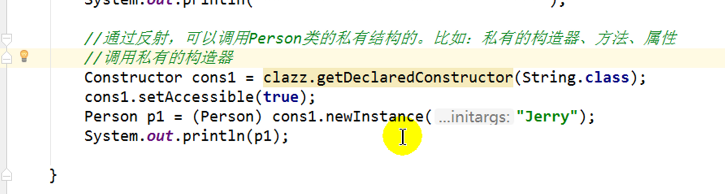 System.out.println("                    ");
//通过反射，可以调用Person类的私有结构的。比如：私有的构造器、方法、属性
//调用私有的构造器
Constructor cons1 = clazz.getDeclaredConstructor(String.class);
cons1.setAccessible(true);
Person p1 = (Person) cons1.newInstance( ...initargs: "Jerry");
System.out.println(p1);
}